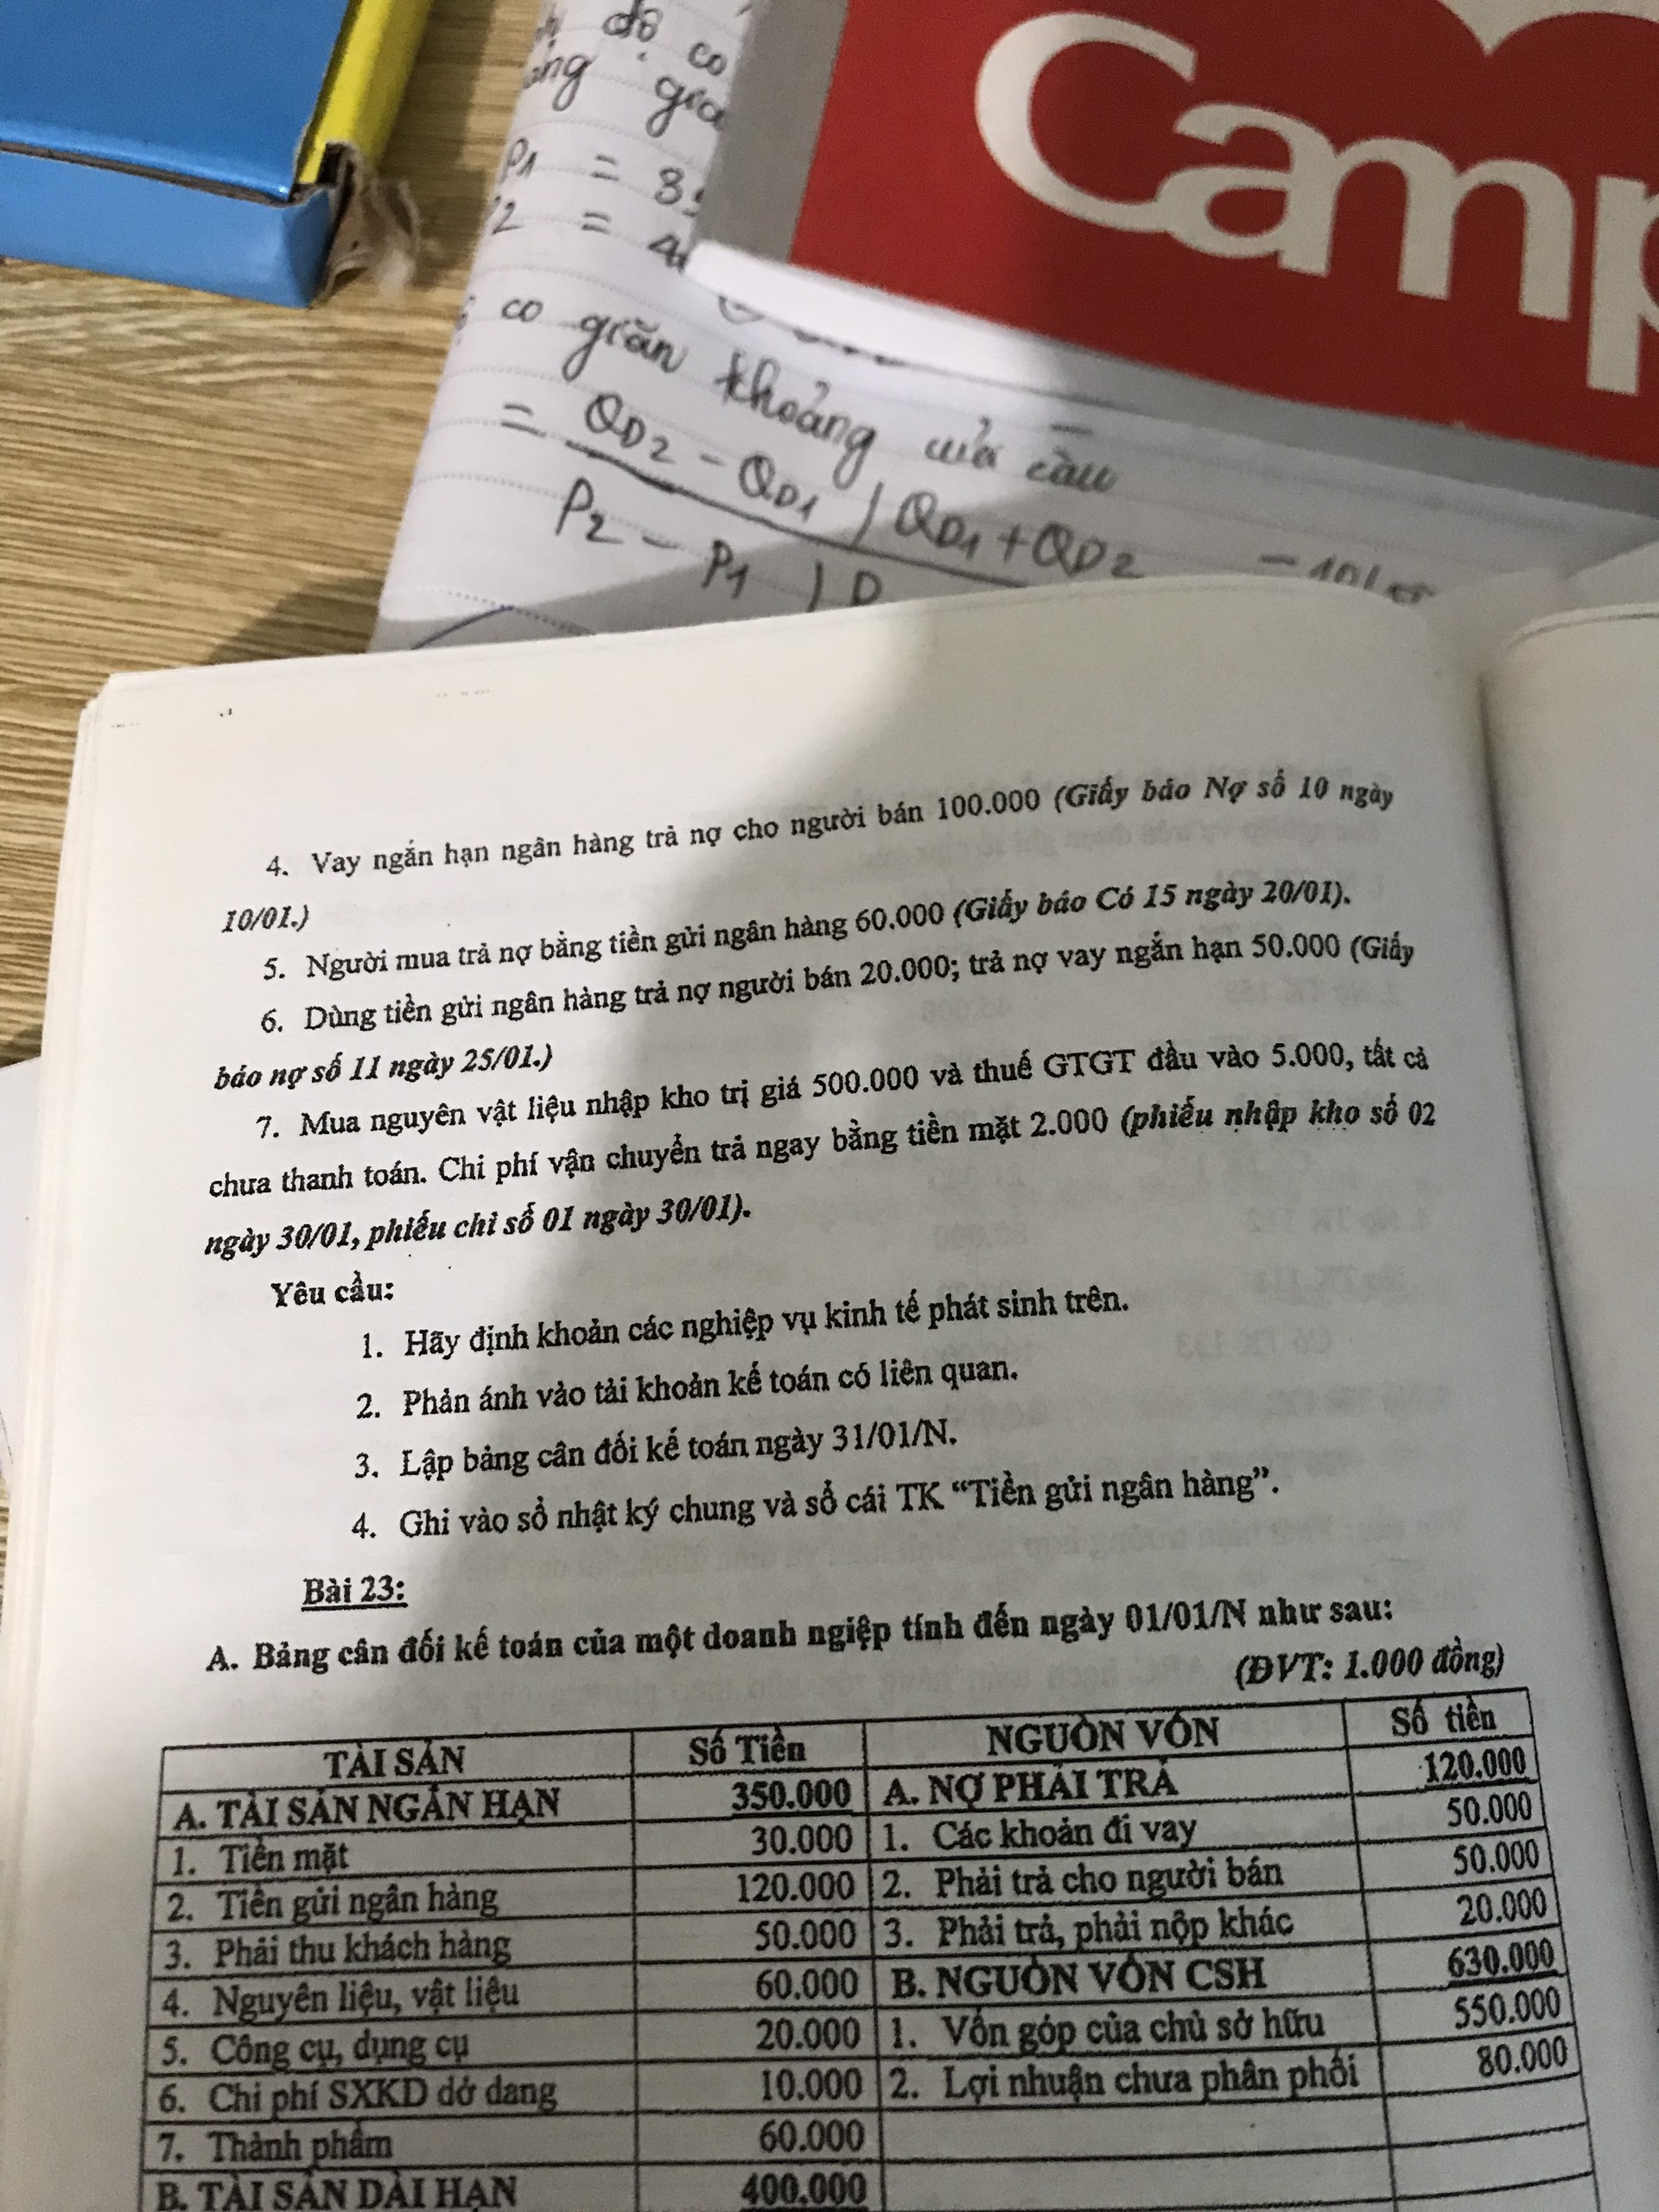 độ co
P1 = 3
2 = 4
Camp
co giãn khoảng của cầu
= QD2 - QD1 / QD1 + QD2
P2 - P1 /
4. Vay ngắn hạn ngân hàng trả nợ cho người bán 100.000 (Giấy báo Nợ số 10 ngày
10/01.)
5. Người mua trả nợ bằng tiền gửi ngân hàng 60.000 (Giấy báo Có 15 ngày 20/01).
6. Dùng tiền gửi ngân hàng trả nợ người bán 20.000; trả nợ vay ngắn hạn 50.000 (Giấy
báo nợ số 11 ngày 25/01.)
7. Mua nguyên vật liệu nhập kho trị giá 500.000 và thuế GTGT đầu vào 5.000, tất cả
chưa thanh toán. Chi phí vận chuyển trả ngay bằng tiền mặt 2.000 (phiếu nhập kho số 02
ngày 30/01, phiếu chi số 01 ngày 30/01).
Yêu cầu:
1. Hãy định khoản các nghiệp vụ kinh tế phát sinh trên.
2. Phản ánh vào tài khoản kế toán có liên quan.
3. Lập bảng cân đối kế toán ngày 31/01/N.
4. Ghi vào sổ nhật ký chung và sổ cái TK “Tiền gửi ngân hàng”.
Bài 23:
A. Bảng cân đối kế toán của một doanh ngiệp tính đến ngày 01/01/N như sau:
(ĐVT: 1.000 đồng)
TÀI SẢN Số Tiền NGUỒN VỐN Số tiền
A. TÀI SẢN NGẮN HẠN 350.000 A. NỢ PHẢI TRẢ 120.000
1. Tiền mặt 30.000 1. Các khoản đi vay 50.000
2. Tiền gửi ngân hàng 120.000 2. Phải trả cho người bán 50.000
3. Phải thu khách hàng 50.000 3. Phải trả, phải nộp khác 20.000
4. Nguyên liệu, vật liệu 60.000 B. NGUỒN VỐN CSH 630.000
5. Công cụ, dụng cụ 20.000 1. Vốn góp của chủ sở hữu 550.000
6. Chi phí SXKD dở dang 10.000 2. Lợi nhuận chưa phân phối 80.000
7. Thành phẩm 60.000
B. TÀI SẢN DÀI HẠN 400.000